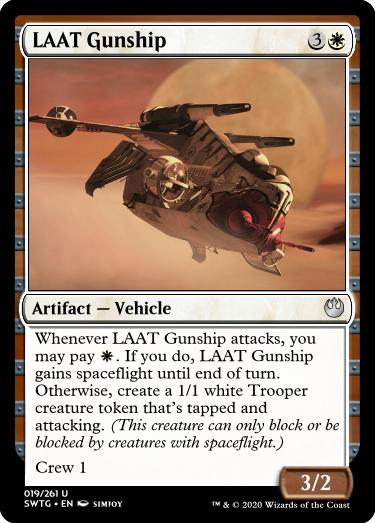 LAAT Gunship 3
Artifact — Vehicle
Whenever LAAT Gunship attacks, you
may pay . If you do, LAAT Gunship
gains spaceflight until end of turn.
Otherwise, create a 1/1 white Trooper
creature token that's tapped and
attacking. (This creature can only block or be
blocked by creatures with spaceflight.)
Crew 1
3/2
019/261 U
SWTG • EN SIMJOY
™ & © 2020 Wizards of the Coast